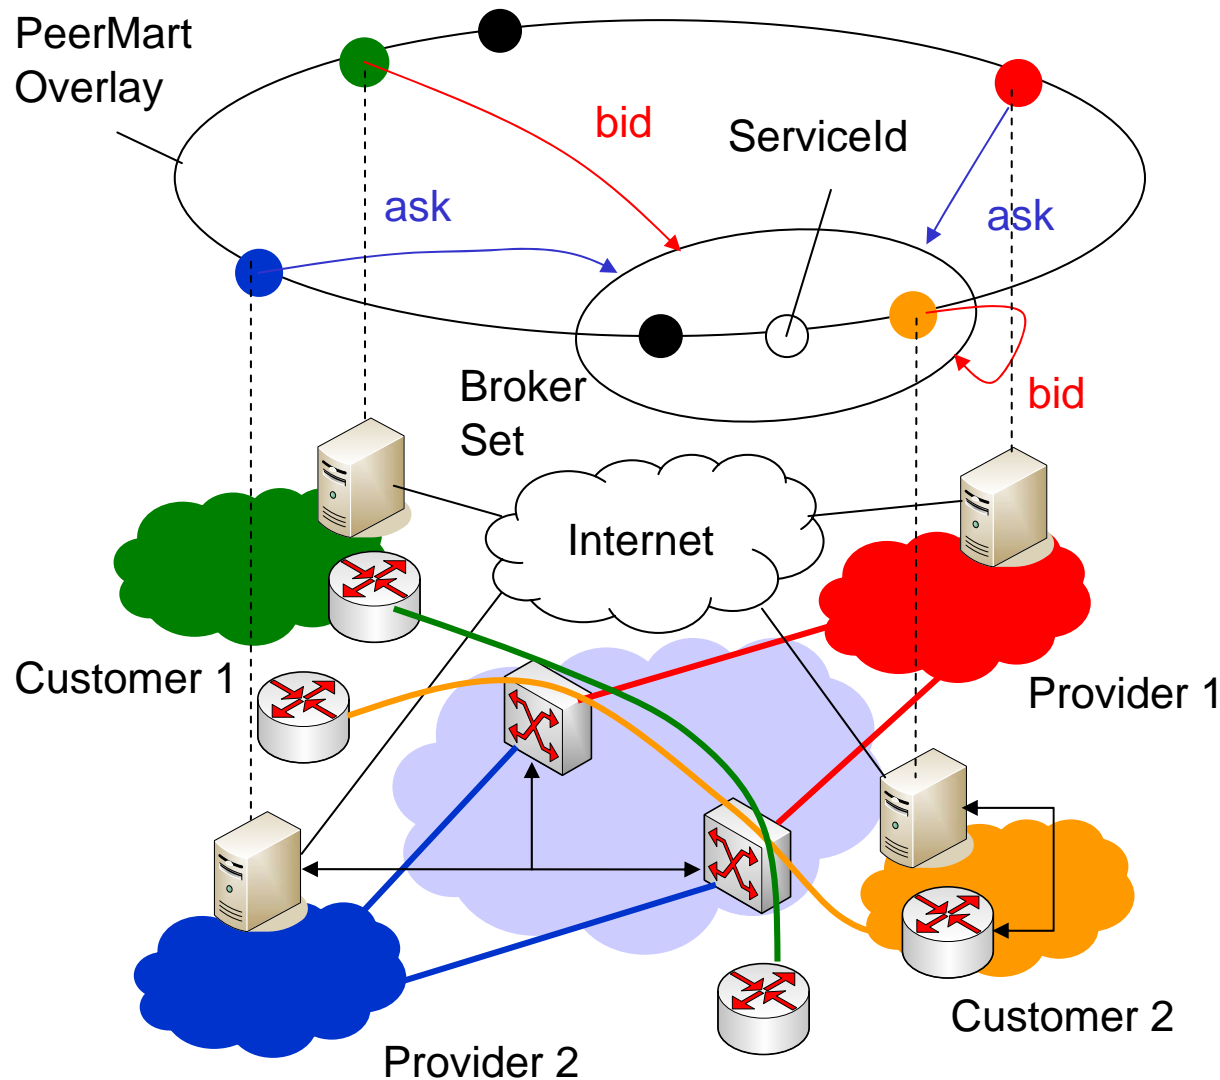 PeerMart
Overlay
bid
ServiceId
ask
ask
Broker
Set
bid
Internet
Customer 1
Provider 1
Customer 2
Provider 2